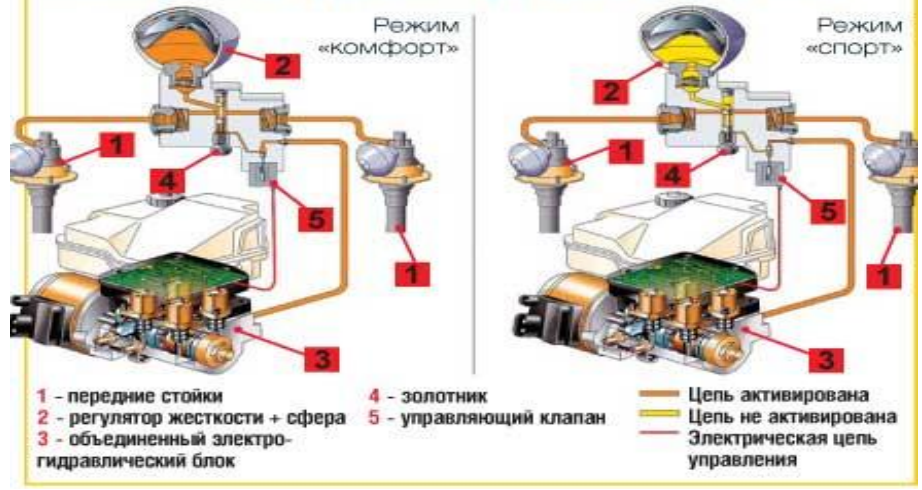 Режим
«комфорт»
2
1
4
5
1
3
Режим
«спорт»
2
1
4
5
1
3
1 - передние стойки
2 - регулятор жесткости + сфера
3 - объединенный электро-
гидравлический блок
4 - золотник
5 - управляющий клапан
Цепь активирована
Цепь не активирована
Электрическая цепь
управления